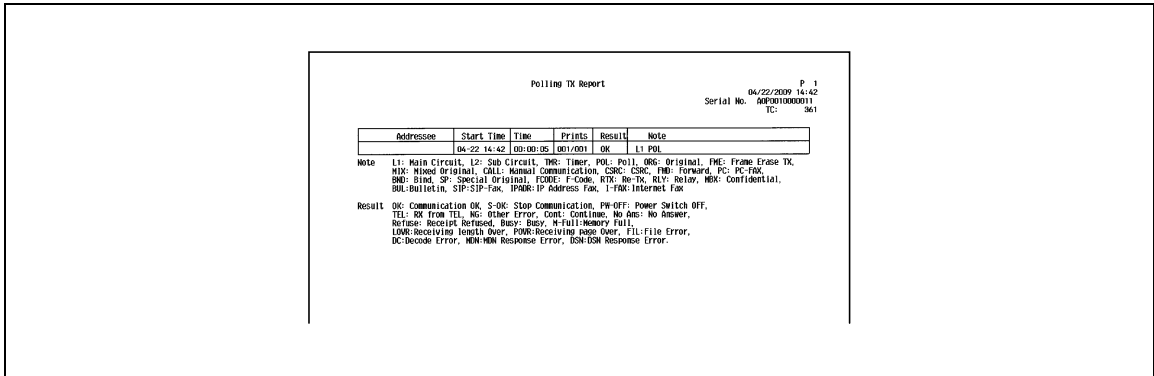 Polling TX Report
P 1
04/22/2009 14:42
Serial No. A0P0010000011
TC: 361
Addressee Start Time Time Prints Result Note
04-22 14:42 00:00:05 001/001 OK L1 POL
Note L1: Main Circuit, L2: Sub Circuit, TMR: Timer, POL: Poll, ORG: Original, FME: Frame Erase TX,
MIX: Mixed Original, CALL: Manual Communication, CSRC: CSRC, FWD: Forward, PC: PC-FAX,
BND: Bind, SP: Special Original, FCODE: F-Code, RTX: Re-Tx, RLY: Relay, MBX: Confidential,
BUL:Bulletin, SIP:SIP-Fax, IPADR:IP Address Fax, I-FAX:Internet Fax
Result OK: Communication OK, S-OK: Stop Communication, PW-OFF: Power Switch OFF,
TEL: RX from TEL, NG: Other Error, Cont: Continue, No Ans: No Answer,
Refuse: Receipt Refused, Busy: Busy, M-Full:Memory Full,
LOVR:Receiving length Over, POVR:Receiving page Over, FIL:File Error,
DC:Decode Error, MDN:MDN Response Error, DSN:DSN Response Error.